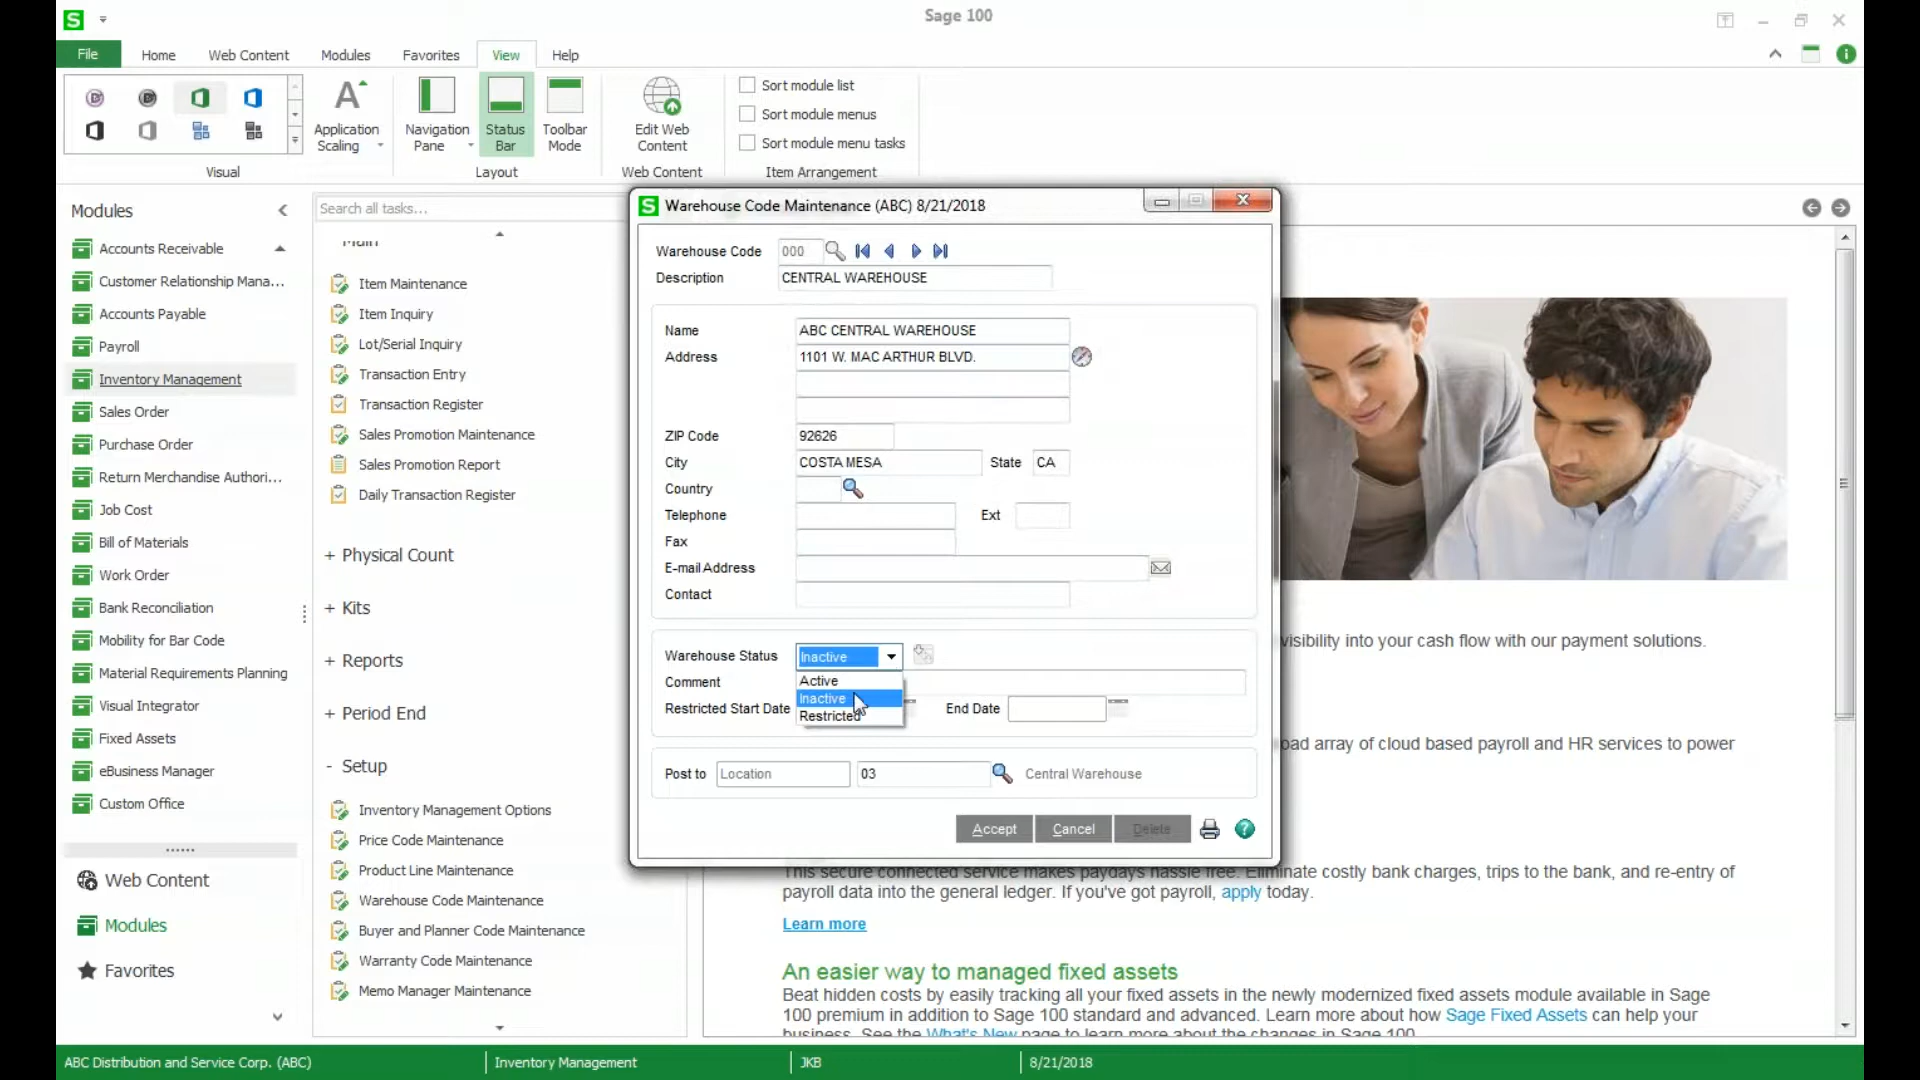 Sage 100
File
Home
Web Content
Modules
Favorites
View
Help
Application Scaling
Navigation Pane
Status Bar
Toolbar Mode
Edit Web Content
Sort module list
Sort module menus
Sort module menu tasks
Visual
Layout
Web Content
Item Arrangement
Modules
Accounts Receivable
Customer Relationship Mana...
Accounts Payable
Payroll
Inventory Management
Sales Order
Purchase Order
Return Merchandise Authori...
Job Cost
Bill of Materials
Work Order
Bank Reconciliation
Mobility for Bar Code
Material Requirements Planning
Visual Integrator
Fixed Assets
eBusiness Manager
Custom Office
Web Content
Modules
Favorites
Search all tasks...
Main
Item Maintenance
Item Inquiry
Lot/Serial Inquiry
Transaction Entry
Transaction Register
Sales Promotion Maintenance
Sales Promotion Report
Daily Transaction Register
+ Physical Count
+ Kits
+ Reports
+ Period End
- Setup
Inventory Management Options
Price Code Maintenance
Product Line Maintenance
Warehouse Code Maintenance
Buyer and Planner Code Maintenance
Warranty Code Maintenance
Memo Manager Maintenance
S Warehouse Code Maintenance (ABC) 8/21/2018
Warehouse Code 000
Description CENTRAL WAREHOUSE
Name ABC CENTRAL WAREHOUSE
Address 1101 W. MAC ARTHUR BLVD.
ZIP Code 92626
City COSTA MESA State CA
Country
Telephone Ext
Fax
E-mail Address
Contact
Warehouse Status Inactive
Active
Inactive
Restricted
Comment
Restricted Start Date End Date
Post to Location 03 Central Warehouse
Accept Cancel Delete
visibility into your cash flow with our payment solutions.
oad array of cloud based payroll and HR services to power
This secure connected service makes paydays hassle free. Eliminate costly bank charges, trips to the bank, and re-entry of
payroll data into the general ledger. If you've got payroll, apply today.
Learn more
An easier way to managed fixed assets
Beat hidden costs by easily tracking all your fixed assets in the newly modernized fixed assets module available in Sage
100 premium in addition to Sage 100 standard and advanced. Learn more about how Sage Fixed Assets can help your
business. See the What's New page to learn more about the changes in Sage 100.
ABC Distribution and Service Corp. (ABC)
Inventory Management
JKB
8/21/2018